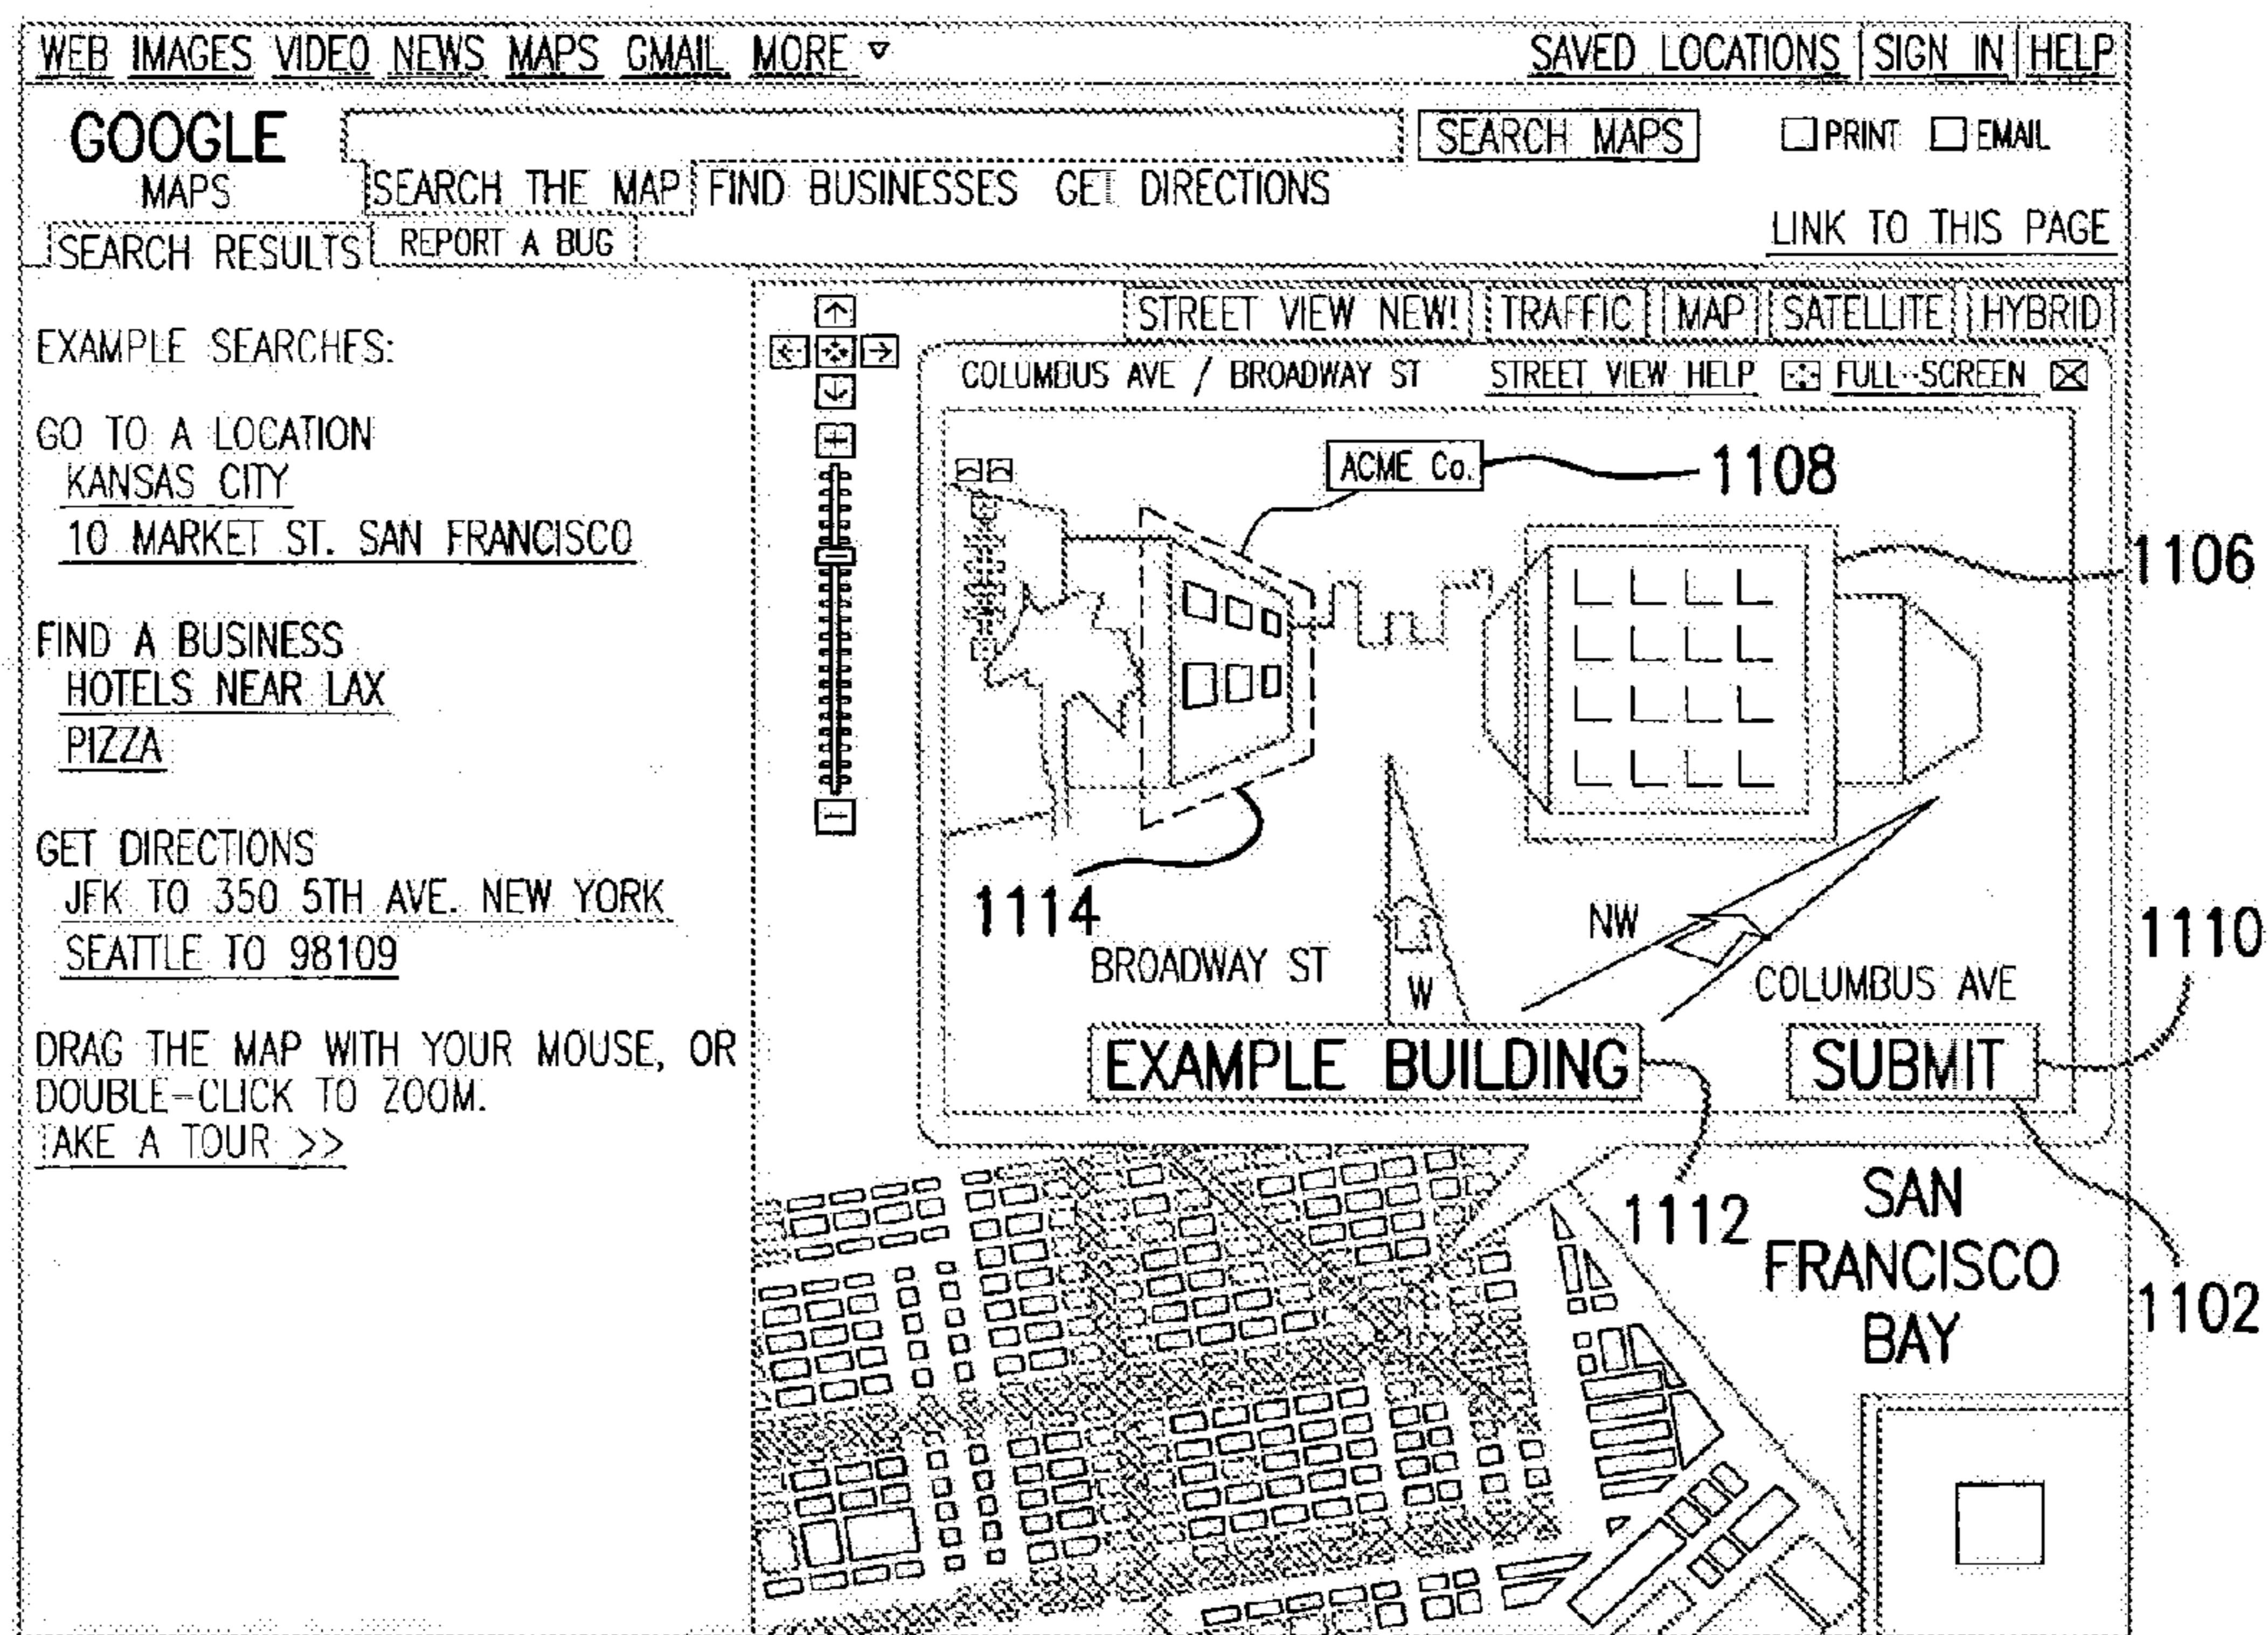 WEB IMAGES VIDEO NEWS MAPS GMAIL MORE SAVED LOCATIONS SIGN IN HELP
GOOGLE
MAPS
SEARCH MAPS PRINT EMAIL
SEARCH THE MAP FIND BUSINESSES GET DIRECTIONS
LINK TO THIS PAGE
SEARCH RESULTS REPORT A BUG
STREET VIEW NEW! TRAFFIC MAP SATELLITE HYBRID
COLUMBUS AVE / BROADWAY ST STREET VIEW HELP FULL-SCREEN
EXAMPLE SEARCHES:
GO TO A LOCATION
KANSAS CITY
10 MARKET ST. SAN FRANCISCO
FIND A BUSINESS
HOTELS NEAR LAX
PIZZA
GET DIRECTIONS
JFK TO 350 5TH AVE. NEW YORK
SEATTLE TO 98109
DRAG THE MAP WITH YOUR MOUSE, OR
DOUBLE-CLICK TO ZOOM.
TAKE A TOUR >>
ACME Co. 1108
1106
1114
NW
1110
BROADWAY ST
W
COLUMBUS AVE
EXAMPLE BUILDING SUBMIT
1112
1102
SAN
FRANCISCO
BAY